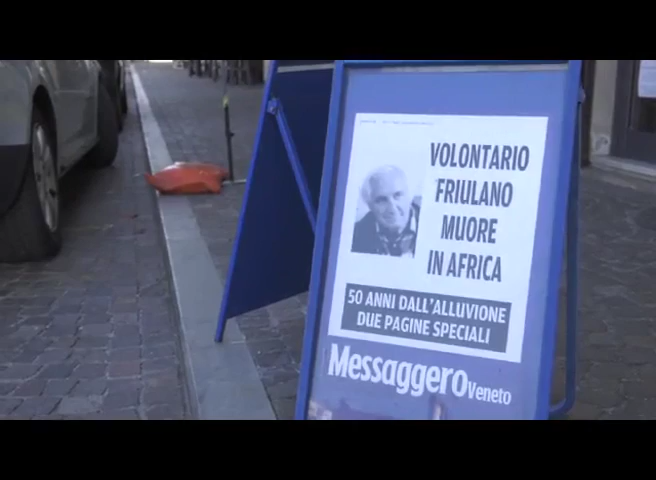 VOLONTARIO
FRIULANO
MUORE
IN AFRICA
50 ANNI DALL'ALLUVIONE
DUE PAGINE SPECIALI
Messaggero Veneto